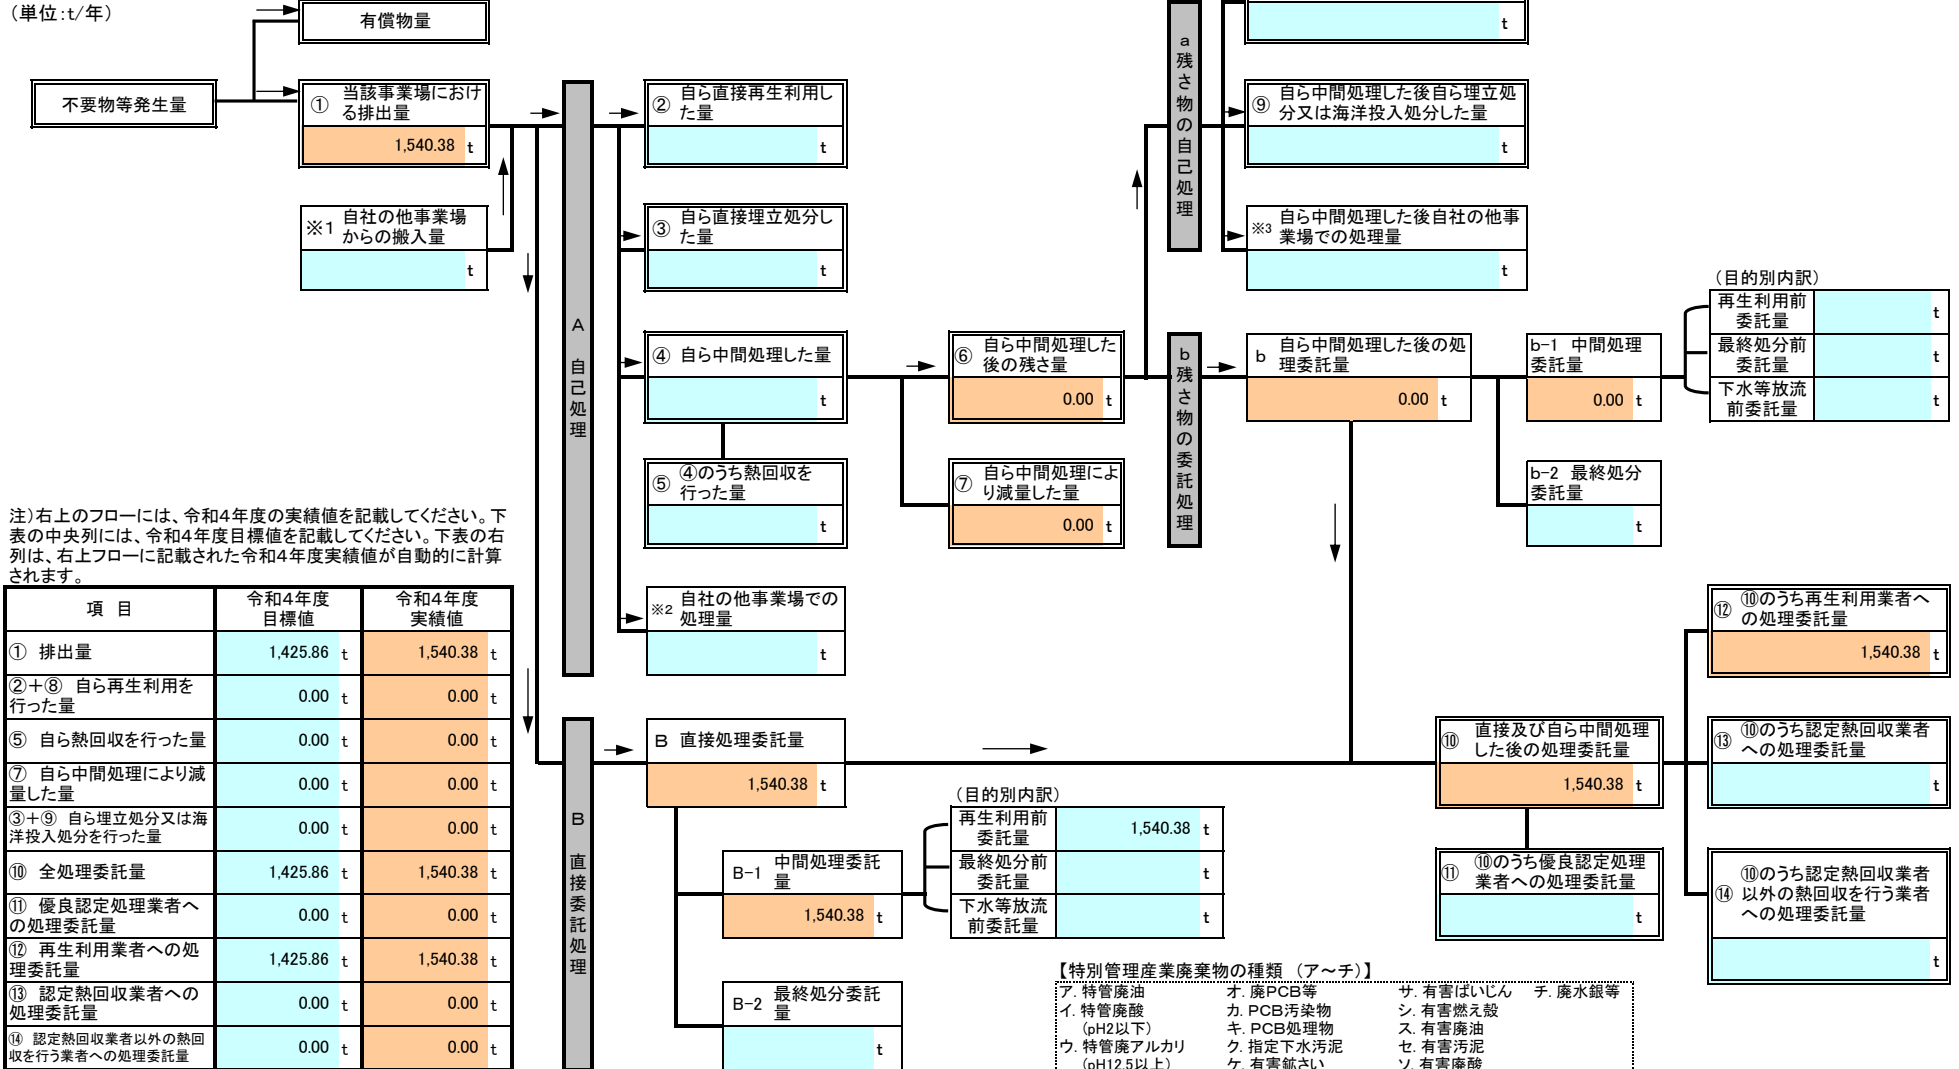 （単位：t/年）
有償物量
不要物等発生量
① 当該事業場におけ
る排出量
1,540.38 t
※1 自社の他事業場
からの搬入量
t
A 自己処理
② 自ら直接再生利用し
た量
t
③ 自ら直接埋立処分し
た量
t
④ 自ら中間処理した量
t
⑤ ④のうち熱回収を
行った量
t
※2 自社の他事業場での
処理量
t
⑥ 自ら中間処理した
後の残さ量
0.00 t
⑦ 自ら中間処理によ
り減量した量
0.00 t
a 残さ物の自己処理
t
⑨ 自ら中間処理した後自ら埋立処
分又は海洋投入処分した量
t
※3 自ら中間処理した後自社の他事
業場での処理量
t
b 残さ物の委託処理
b 自ら中間処理した後の処
理委託量
0.00 t
b-1 中間処理
委託量
0.00 t
b-2 最終処分
委託量
t
（目的別内訳）
再生利用前
委託量
t
最終処分前
委託量
t
下水等放流
前委託量
t
注）右上のフローには、令和４年度の実績値を記載してください。下
表の中央列には、令和４年度目標値を記載してください。下表の右
列は、右上フローに記載された令和４年度実績値が自動的に計算
されます。
項 目
令和４年度
目標値
令和４年度
実績値
① 排出量 1,425.86 t 1,540.38 t
②＋⑧ 自ら再生利用を
行った量 0.00 t 0.00 t
⑤ 自ら熱回収を行った量 0.00 t 0.00 t
⑦ 自ら中間処理により減
量した量 0.00 t 0.00 t
③＋⑨ 自ら埋立処分又は海
洋投入処分を行った量 0.00 t 0.00 t
⑩ 全処理委託量 1,425.86 t 1,540.38 t
⑪ 優良認定処理業者へ
の処理委託量 0.00 t 0.00 t
⑫ 再生利用業者への処
理委託量 1,425.86 t 1,540.38 t
⑬ 認定熱回収業者への
処理委託量 0.00 t 0.00 t
⑭ 認定熱回収業者以外の熱回
収を行う業者への処理委託量 0.00 t 0.00 t
B 直接委託処理
B 直接処理委託量
1,540.38 t
B-1 中間処理委託
量
1,540.38 t
B-2 最終処分委託
量
t
（目的別内訳）
再生利用前
委託量
1,540.38 t
最終処分前
委託量
t
下水等放流
前委託量
t
⑩ 直接及び自ら中間処理
した後の処理委託量
1,540.38 t
⑪ ⑩のうち優良認定処理
業者への処理委託量
t
⑫ ⑩のうち再生利用業者へ
の処理委託量
1,540.38 t
⑬ ⑩のうち認定熱回収業者
への処理委託量
t
⑭ ⑩のうち認定熱回収業者
以外の熱回収を行う業者
への処理委託量
t
【特別管理産業廃棄物の種類 （ア～チ）】
ア. 特管廃油 オ. 廃PCB等 サ. 有害ばいじん チ. 廃水銀等
イ. 特管廃酸 カ. PCB汚染物 シ. 有害燃え殻
（pH2以下） キ. PCB処理物 ス. 有害廃油
ウ. 特管廃アルカリ ク. 指定下水汚泥 セ. 有害汚泥
（pH12.5以上） ケ. 有害鉱さい ソ. 有害廃酸